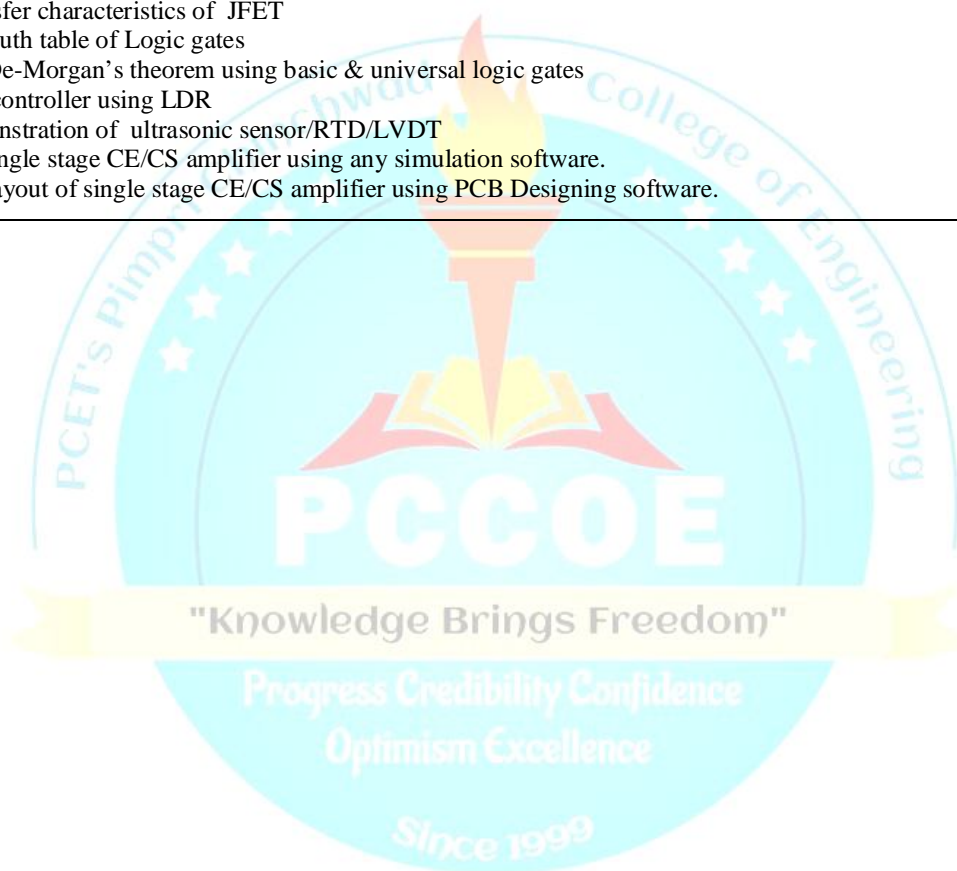 sfer characteristics of JFET
uth table of Logic gates
De-Morgan's theorem using basic & universal logic gates
controller using LDR
nstration of ultrasonic sensor/RTD/LVDT
ngle stage CE/CS amplifier using any simulation software.
ayout of single stage CE/CS amplifier using PCB Designing software.
PCET's Pimpri Chinchwad College of Engineering
PCCOE
"Knowledge Brings Freedom"
Progress Credibility Confidence
Optimism Excellence
Since 1999